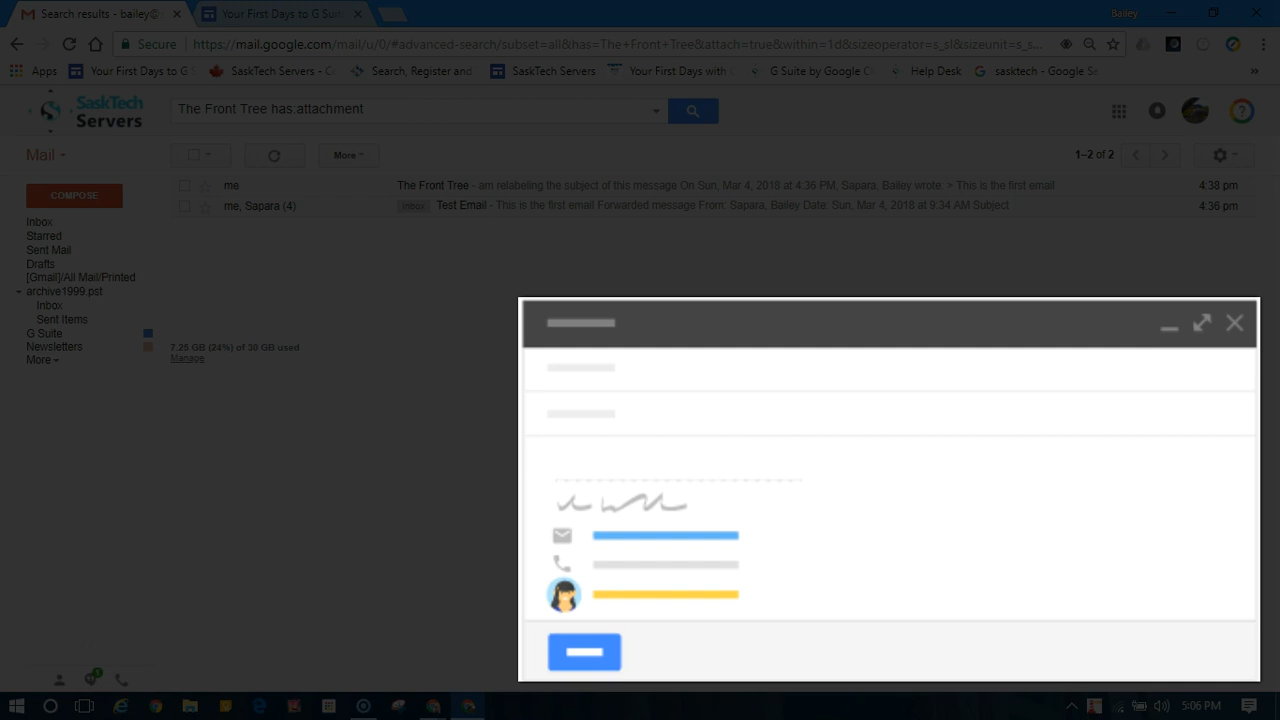 Search results - bailey@
Your First Days to G Suit
Bailey
Secure
https://mail.google.com/mail/u/0/#advanced-search/subset=all&has=The+Front+Tree&attach=true&within=1d&sizeoperator=s_sl&sizeunit=s_s...
Apps
Your First Days to G
SaskTech Servers - C
Search, Register and
SaskTech Servers
Your First Days with
G Suite by Google C
Help Desk
sasktech - Google Se
»
SaskTech
Servers
The Front Tree has:attachment
Mail
More
1–2 of 2
COMPOSE
me
The Front Tree - am relabeling the subject of this message On Sun, Mar 4, 2018 at 4:36 PM, Sapara, Bailey wrote: > This is the first email
4:38 pm
me, Sapara (4)
Inbox
Test Email - This is the first email Forwarded message From: Sapara, Bailey Date: Sun, Mar 4, 2018 at 9:34 AM Subject
4:36 pm
Inbox
Starred
Sent Mail
Drafts
[Gmail]/All Mail/Printed
archive1999.pst
Inbox
Sent Items
G Suite
Newsletters
More
7.25 GB (24%) of 30 GB used
Manage
1
5:06 PM